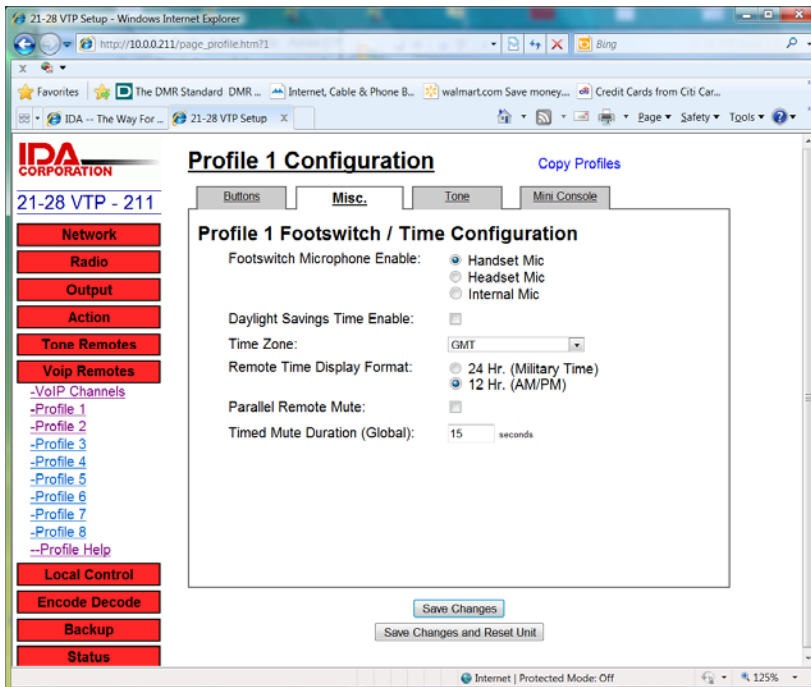 21-28 VTP Setup - Windows Internet Explorer
http://10.0.0.211/page_profile.htm?1
Bing
x
Favorites
The DMR Standard DMR ...
Internet, Cable & Phone B...
walmart.com Save money....
Credit Cards from Citi Car...
IDA -- The Way For ...
21-28 VTP Setup
X
Page
Safety
Tools
IDA
CORPORATION
21-28 VTP - 211
Network
Radio
Output
Action
Tone Remotes
Voip Remotes
-VoIP Channels
-Profile 1
-Profile 2
-Profile 3
-Profile 4
-Profile 5
-Profile 6
-Profile 7
-Profile 8
--Profile Help
Local Control
Encode Decode
Backup
Status
Profile 1 Configuration
Copy Profiles
Buttons
Misc.
Tone
Mini Console
Profile 1 Footswitch / Time Configuration
Footswitch Microphone Enable:
Handset Mic
Headset Mic
Internal Mic
Daylight Savings Time Enable:
Time Zone:
GMT
Remote Time Display Format:
24 Hr. (Military Time)
12 Hr. (AM/PM)
Parallel Remote Mute:
Timed Mute Duration (Global):
15
seconds
Save Changes
Save Changes and Reset Unit
Internet | Protected Mode: Off
125%